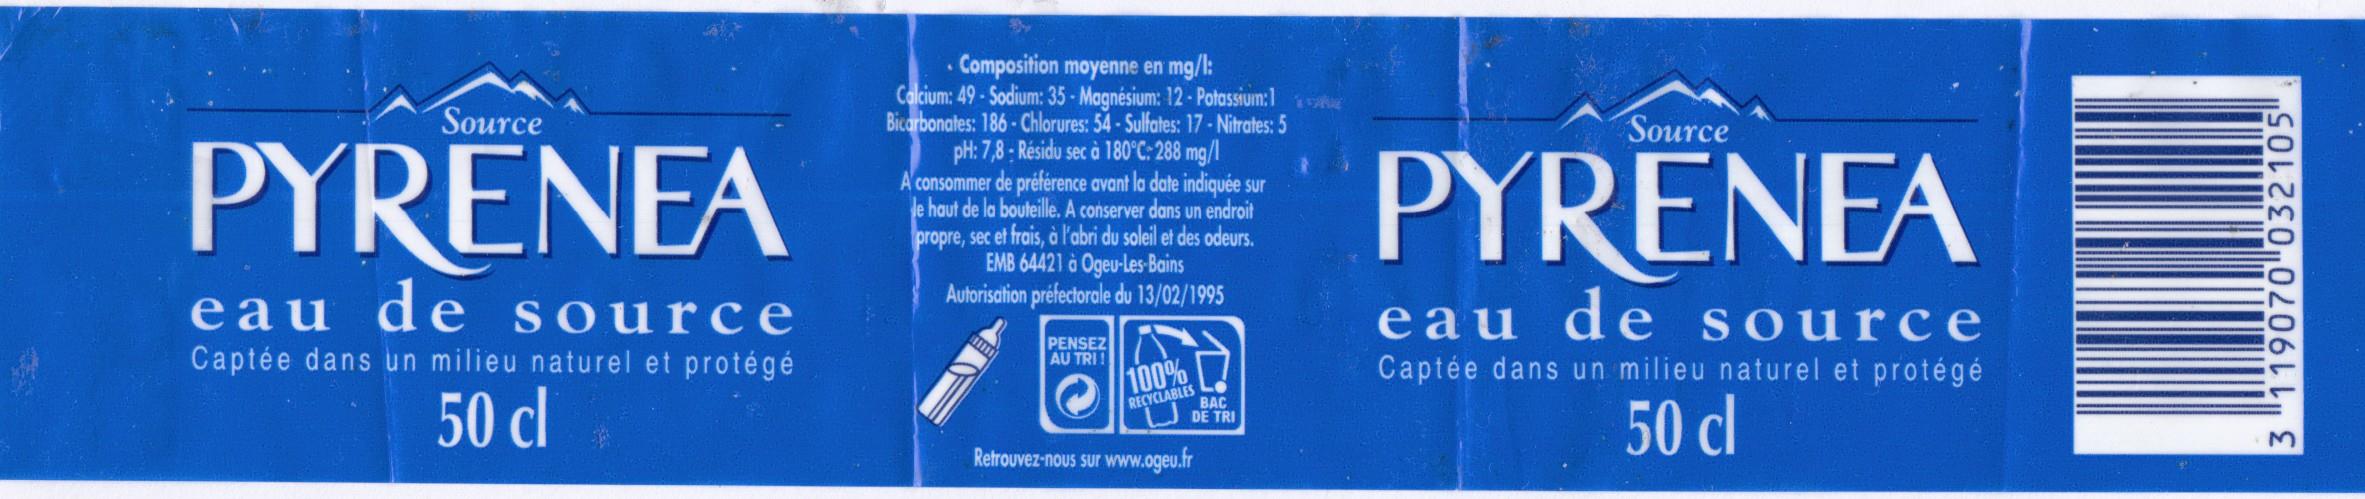 Source
PYRENEA
eau de source
Captée dans un milieu naturel et protégé
50 cl
Composition moyenne en mg/l:
Calcium: 49 - Sodium: 35 - Magnésium: 12 - Potassium:1
Bicarbonates: 186 - Chlorures: 54 - Sulfates: 17 - Nitrates: 5
pH: 7,8 - Résidu sec à 180°C: 288 mg/l
A consommer de préférence avant la date indiquée sur
le haut de la bouteille. A conserver dans un endroit
propre, sec et frais, à l'abri du soleil et des odeurs.
EMB 64421 à Ogeu-Les-Bains
Autorisation préfectorale du 13/02/1995
PENSEZ
AU TRI !
100%
RECYCLABLES
BAC
DE TRI
Retrouvez-nous sur www.ogeu.fr
Source
PYRENEA
eau de source
Captée dans un milieu naturel et protégé
50 cl
3 119070 032105